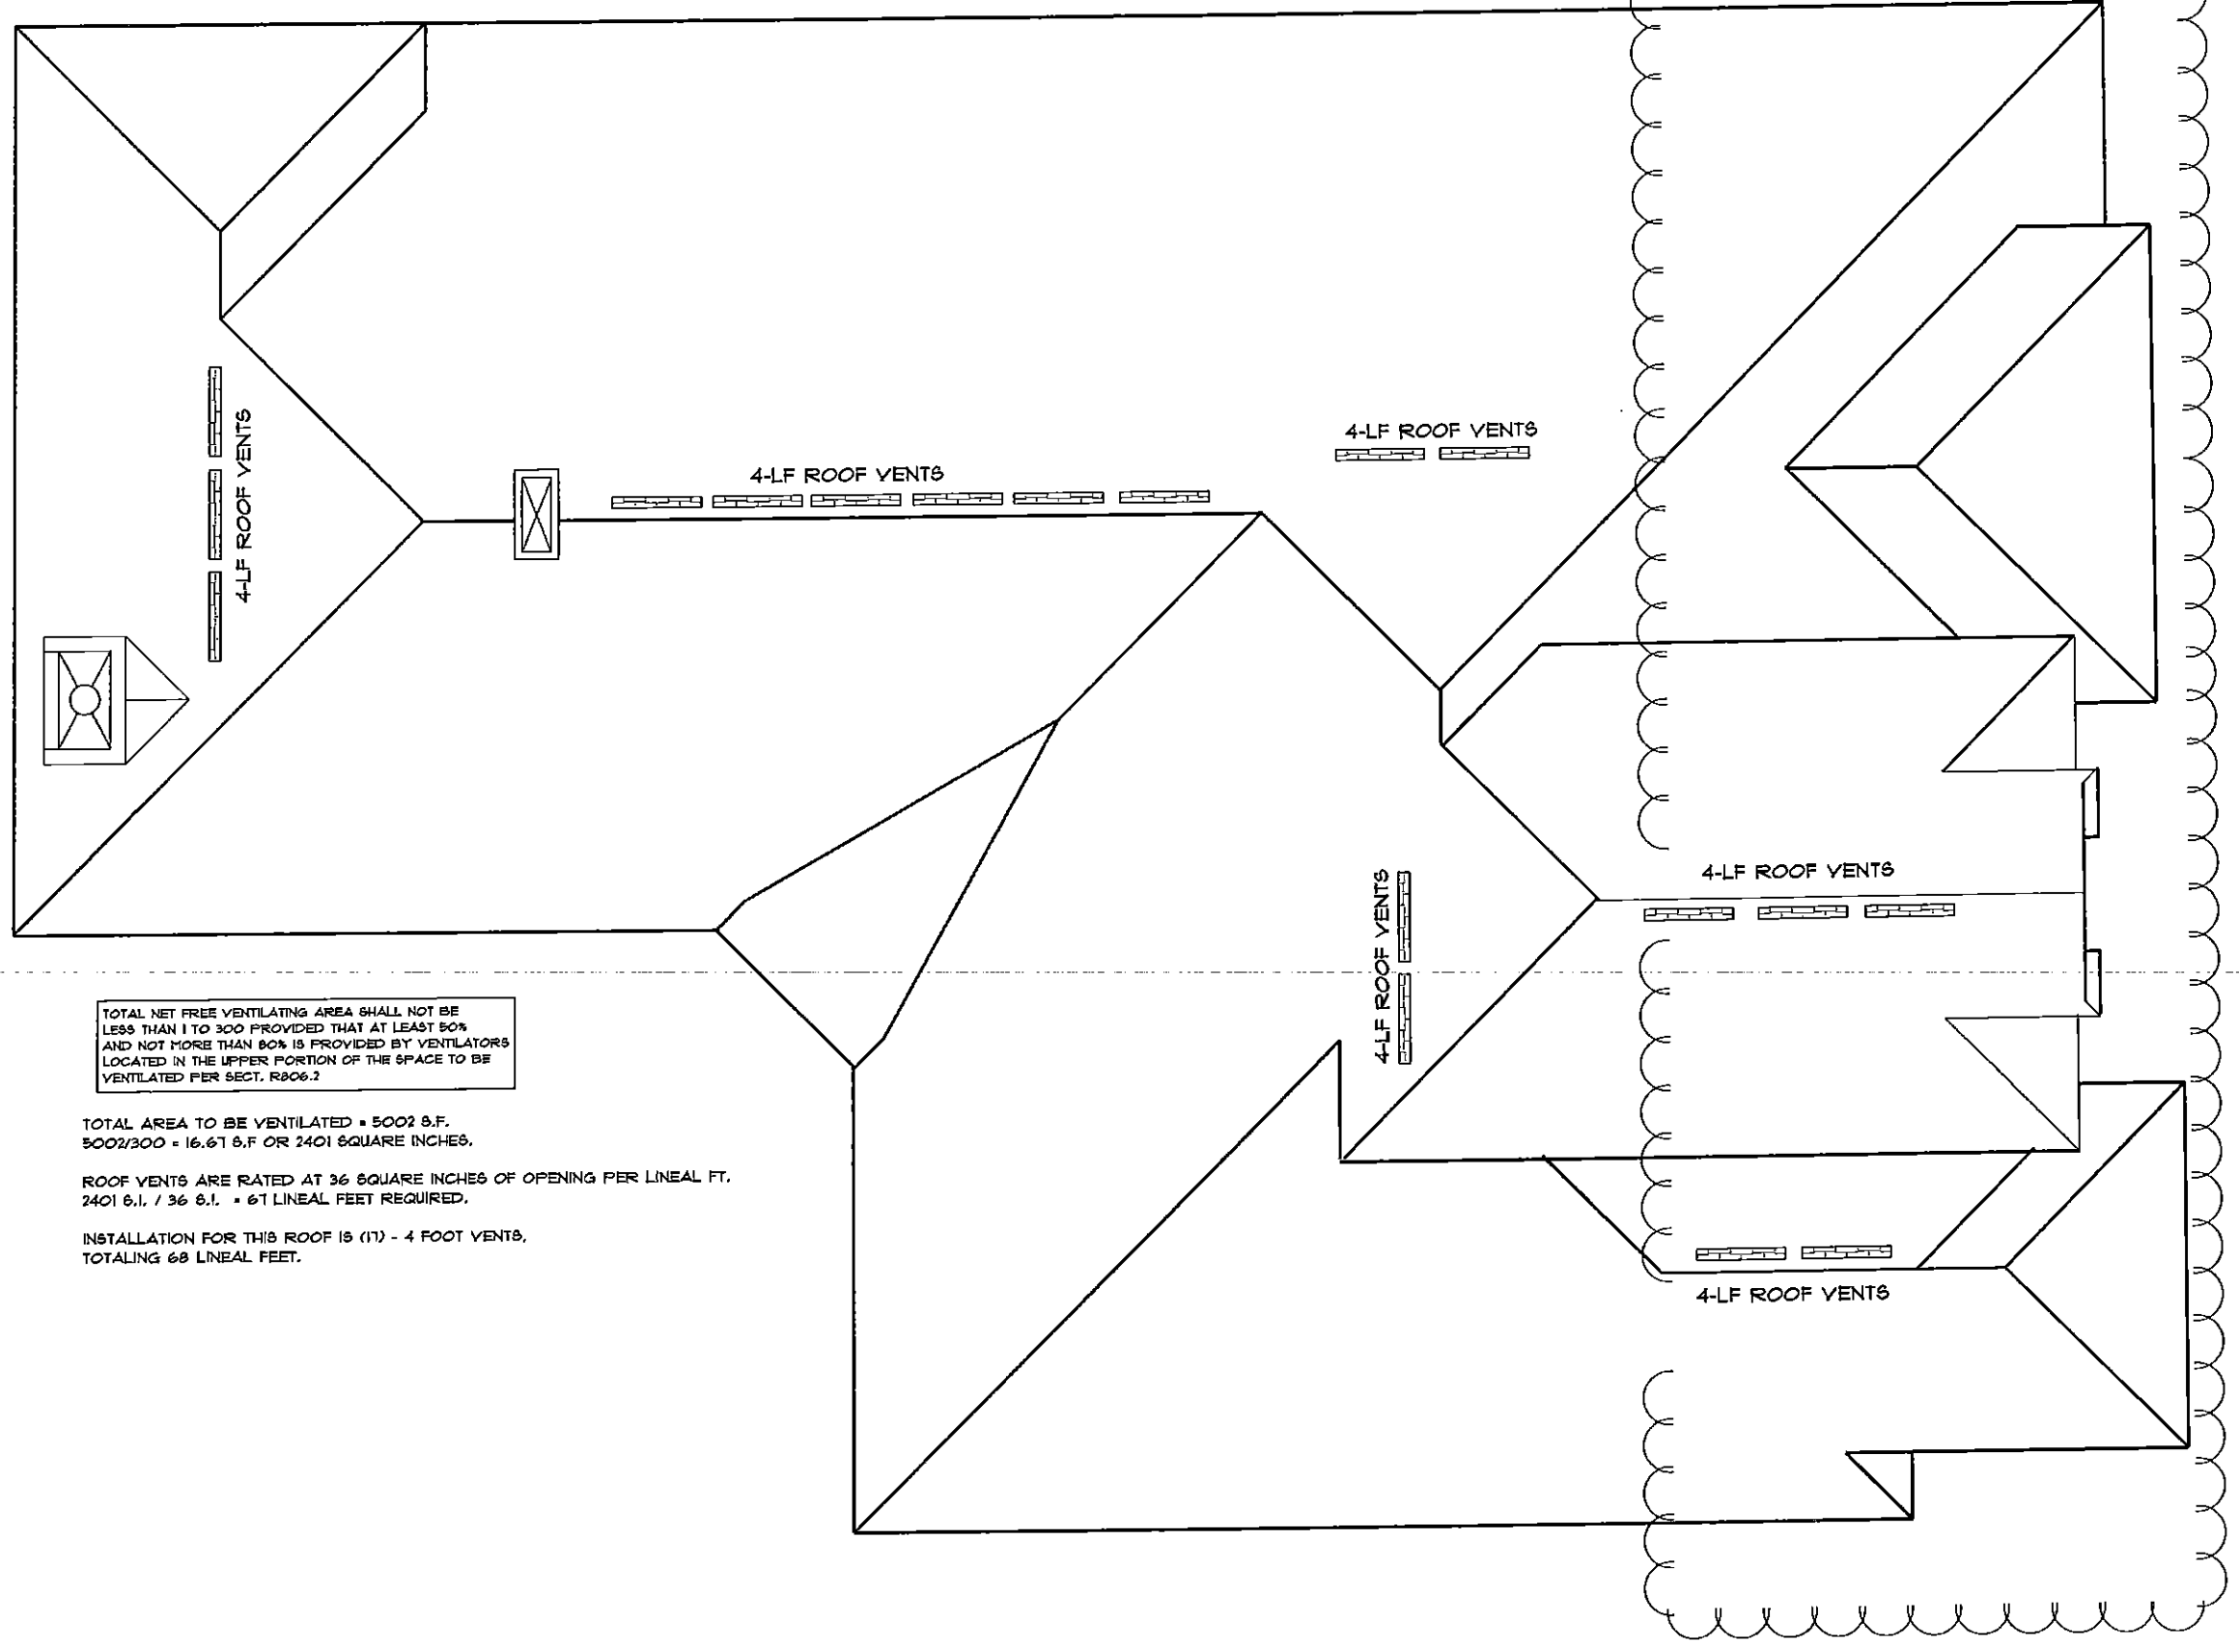 4-LF ROOF VENTS
4-LF ROOF VENTS
4-LF ROOF VENTS
4-LF ROOF VENTS
4-LF ROOF VENTS
4-LF ROOF VENTS
TOTAL NET FREE VENTILATING AREA SHALL NOT BE
LESS THAN 1 TO 300 PROVIDED THAT AT LEAST 50%
AND NOT MORE THAN 80% IS PROVIDED BY VENTILATORS
LOCATED IN THE UPPER PORTION OF THE SPACE TO BE
VENTILATED PER SECT. R806.2
TOTAL AREA TO BE VENTILATED = 5002 S.F.
5002/300 = 16.67 S.F OR 2401 SQUARE INCHES.
ROOF VENTS ARE RATED AT 36 SQUARE INCHES OF OPENING PER LINEAL FT.
2401 S.I. / 36 S.I. = 67 LINEAL FEET REQUIRED.
INSTALLATION FOR THIS ROOF IS (17) - 4 FOOT VENTS,
TOTALING 68 LINEAL FEET.